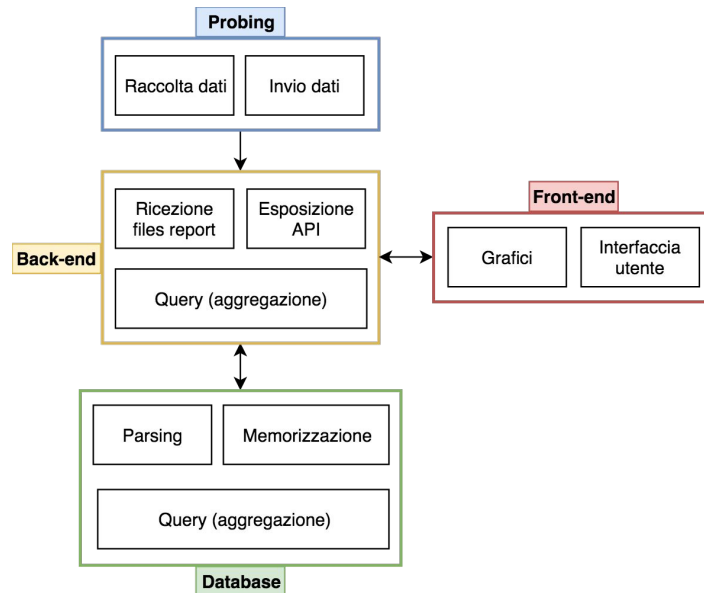 Probing
Raccolta dati
Invio dati
Ricezione
files report
Esposizione
API
Back-end
Query (aggregazione)
Front-end
Grafici
Interfaccia
utente
Parsing
Memorizzazione
Query (aggregazione)
Database